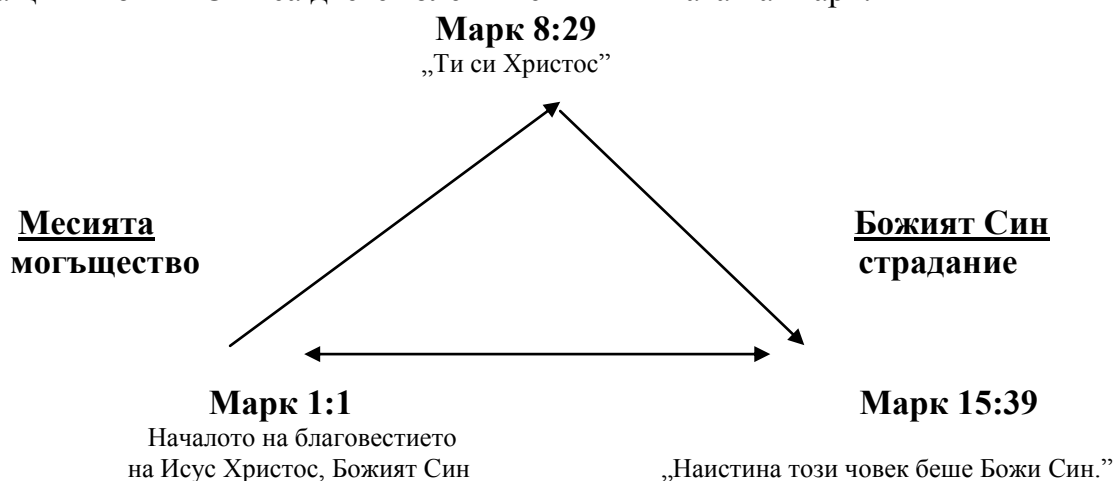 Марк 8:29
„Ти си Христос”
Месията
могъщество
Божият Син
страдание
Марк 1:1
Началото на благовестието
на Исус Христос, Божият Син
Марк 15:39
„Наистина този човек беше Божи Син.”